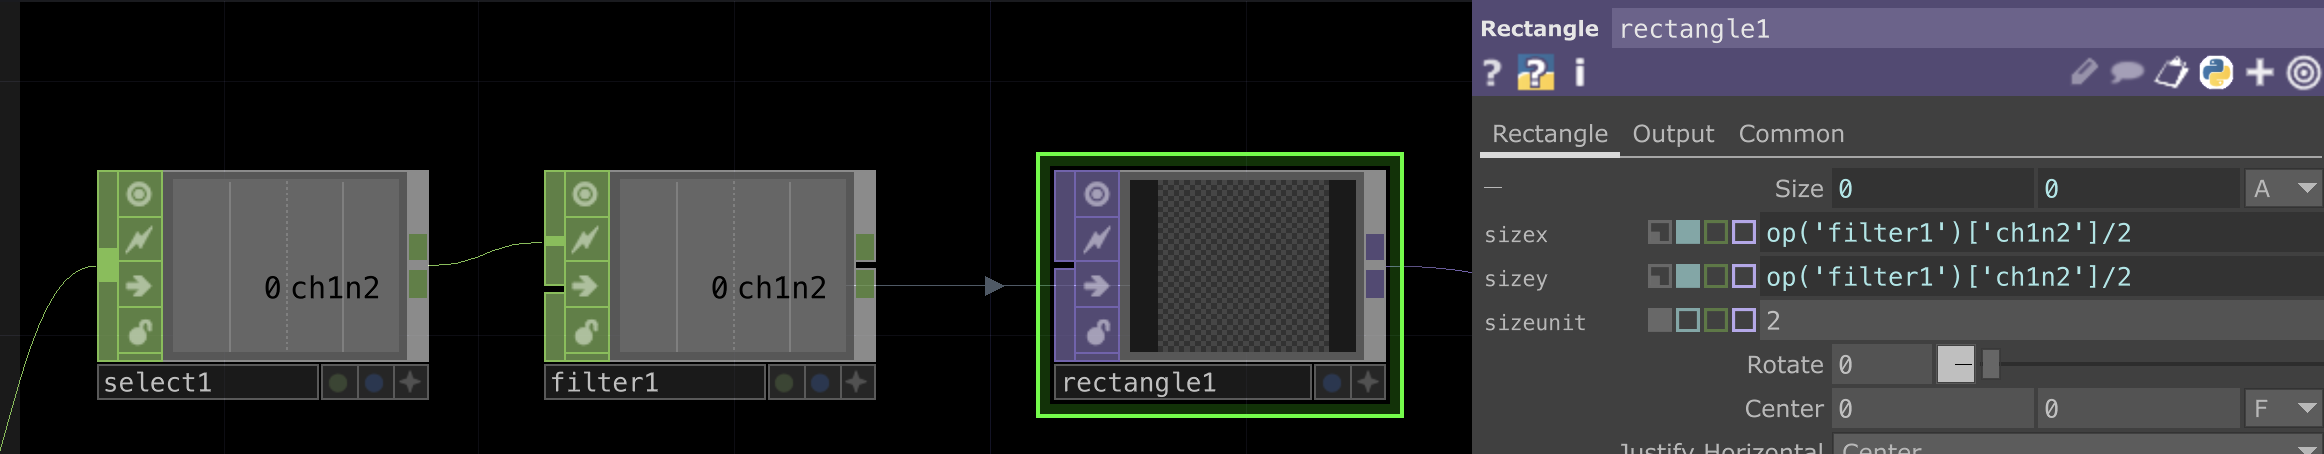 Rectangle rectangle1
? ? i
Rectangle Output Common
Size 0 0 A
sizex op('filter1')['ch1n2']/2
sizey op('filter1')['ch1n2']/2
sizeunit 2
Rotate 0
Center 0 0 F
Justify Horizontal Center
0 ch1n2
select1
0 ch1n2
filter1
rectangle1